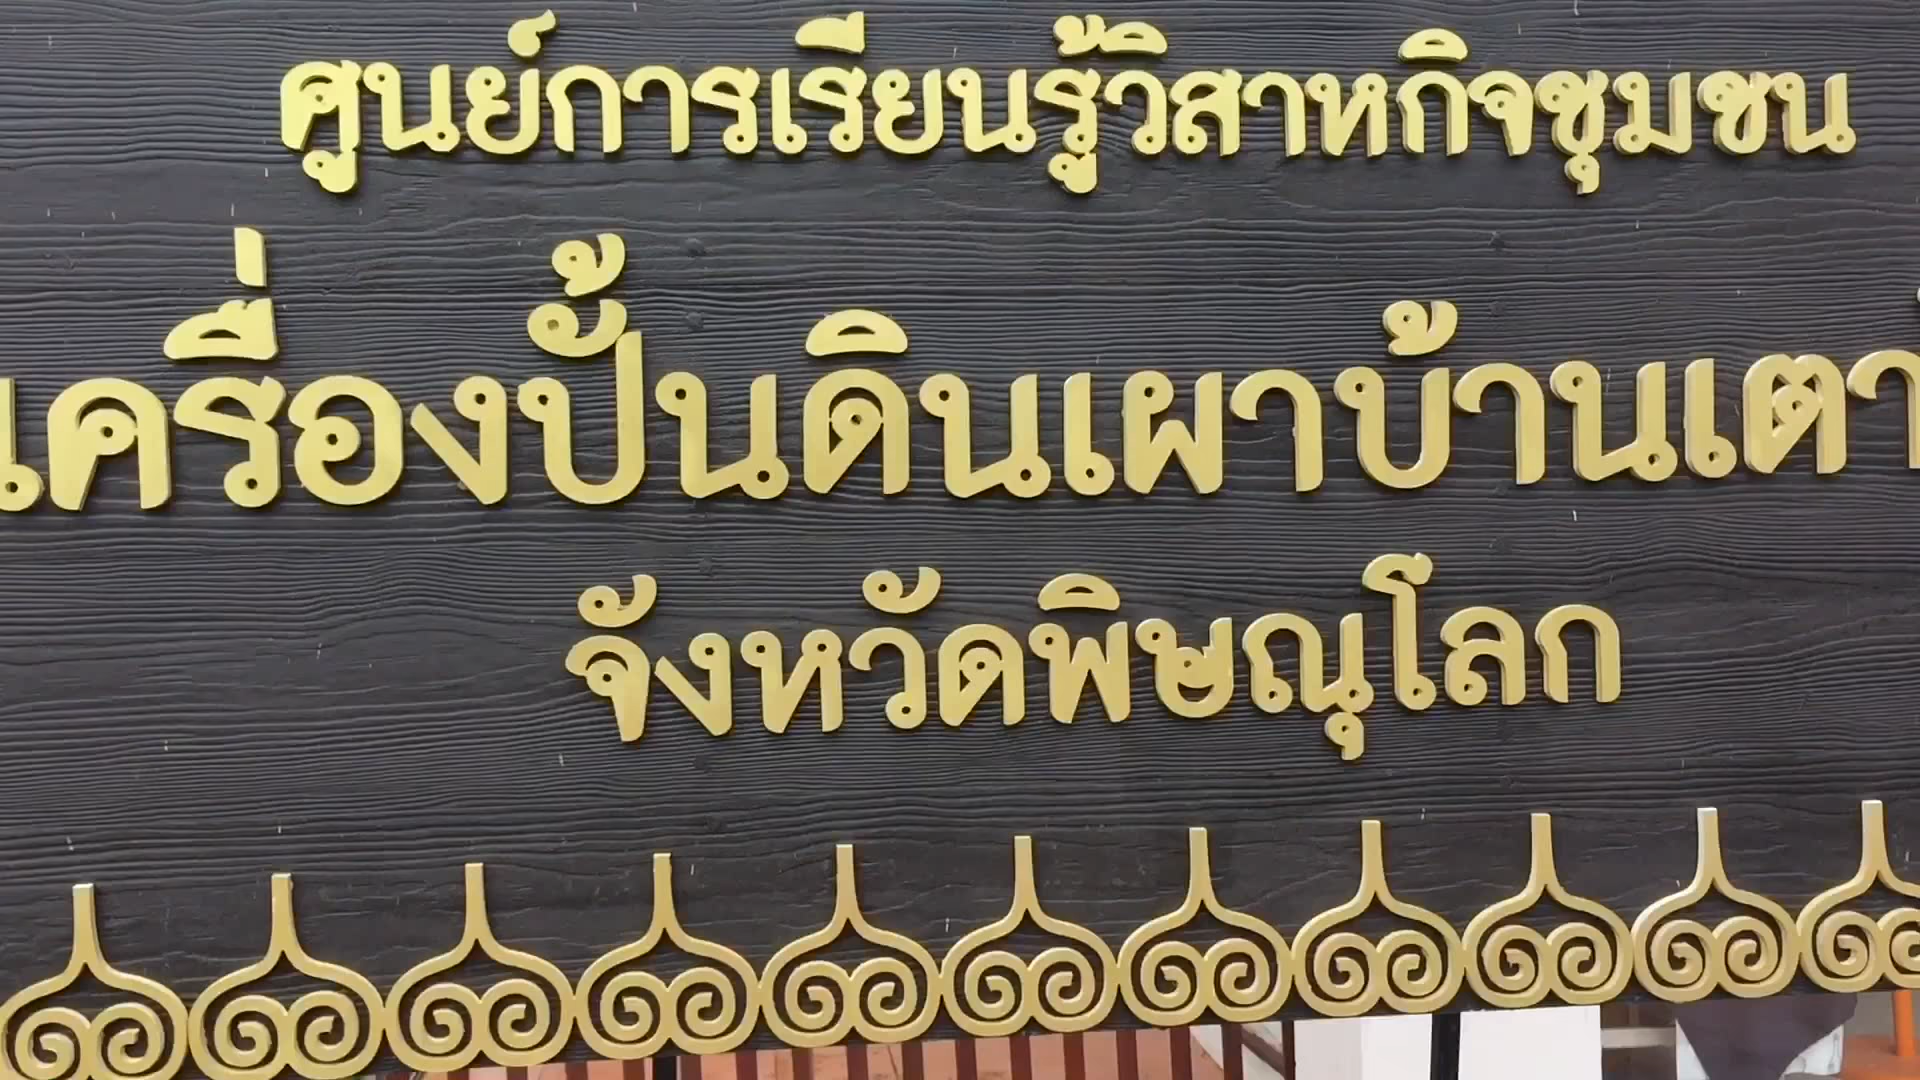 ศูนย์การเรียนรู้วิสาหกิจชุมชน
เครื่องปั้นดินเผาบ้านเตา
จังหวัดพิษณุโลก